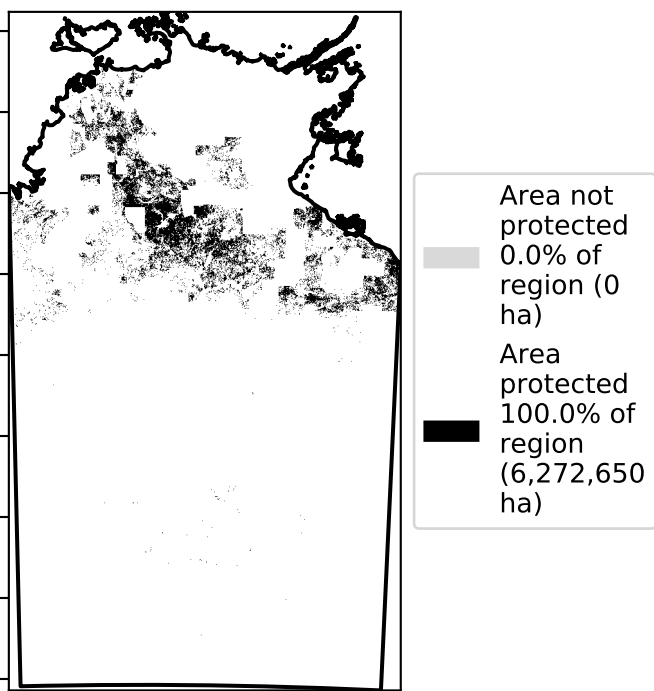 Area not
protected
0.0% of
region (0
ha)
Area
protected
100.0% of
region
(6,272,650
ha)